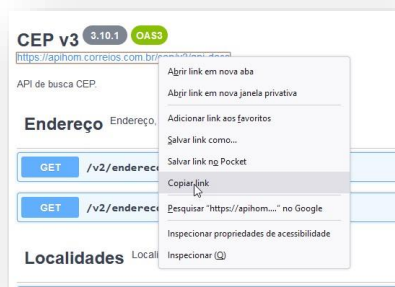 CEP v3 3.10.1 OAS3
https://apihom.correios.com.br/cep/v3/api-docs
API de busca CEP.
Abrir link em nova aba
Abrir link em nova janela privativa
Adicionar link aos favoritos
Endereço Endereço,
Salvar link como...
Salvar link no Pocket
GET /v2/enderec
Copiar link
GET /v2/enderec
Pesquisar "https://apihom...." no Google
Inspecionar propriedades de acessibilidade
Localidades Locali
Inspecionar (Q)